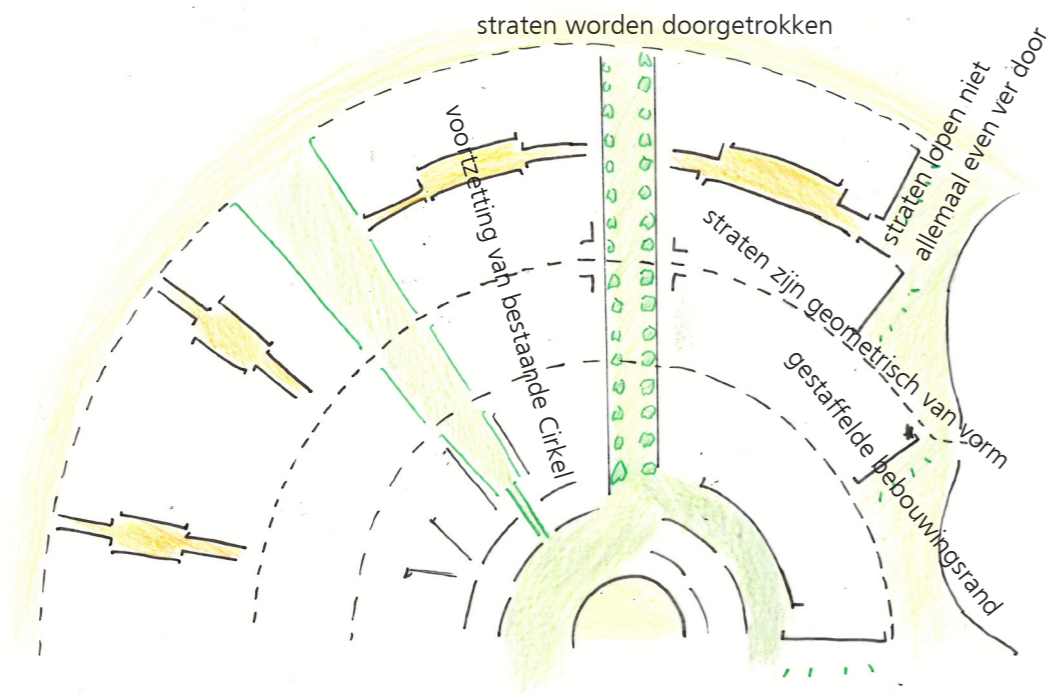 straten worden doorgetrokken
voortzetting van bestaande Cirkel
straten lopen niet
allemaal even ver door
straten zijn geometrisch van vorm
gestaffelde bebouwingsrand